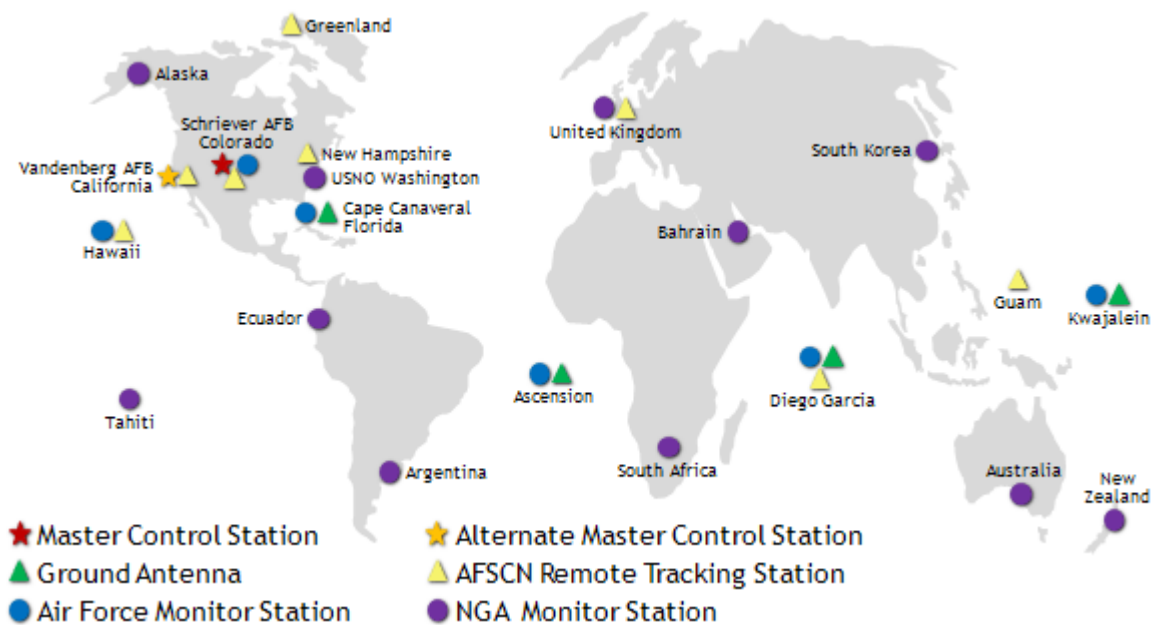 Greenland
Alaska
Schriever AFB
Colorado
United Kingdom
New Hampshire
South Korea
Vandenberg AFB
California
USNO Washington
Cape Canaveral
Florida
Bahrain
Hawaii
Guam
Kwajalein
Ecuador
Ascension
Diego Garcia
Tahiti
Argentina
South Africa
Australia
New
Zealand
Master Control Station
Alternate Master Control Station
Ground Antenna
AFSCN Remote Tracking Station
Air Force Monitor Station
NGA Monitor Station